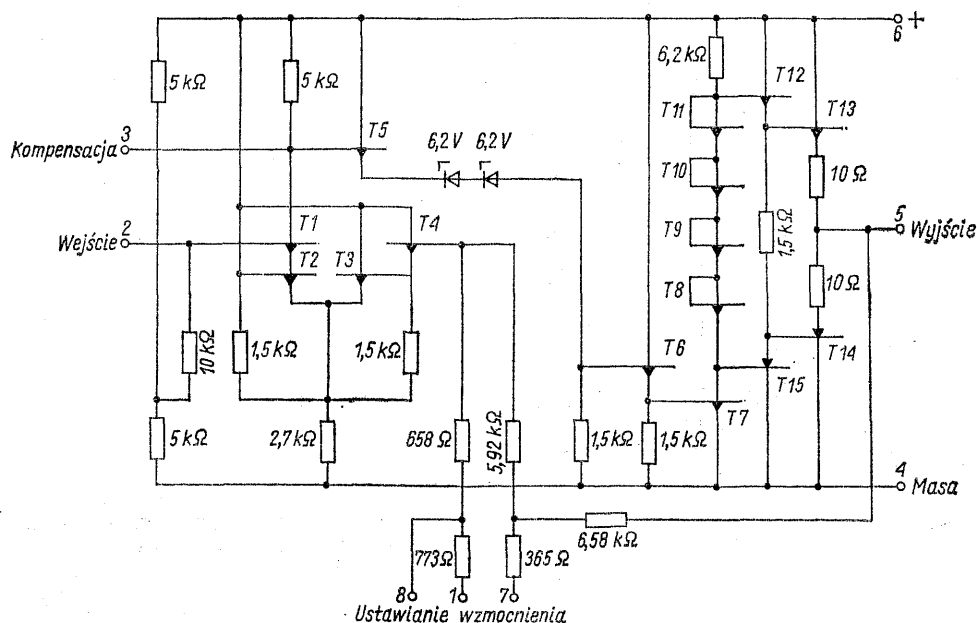 6 +
5 kΩ
5 kΩ
6,2 kΩ
T12
T11
T13
3
Kompensacja
T5
6,2 V
6,2 V
T10
10 Ω
2
Wejście
T1
T4
T9
1,5 kΩ
5
Wyjście
T2
T3
T8
10 Ω
10 kΩ
1,5 kΩ
1,5 kΩ
T6
T14
T15
T7
5 kΩ
2,7 kΩ
658 Ω
5,92 kΩ
1,5 kΩ
1,5 kΩ
4
Masa
6,58 kΩ
773 Ω
365 Ω
8
1
7
Ustawianie wzmocnienia